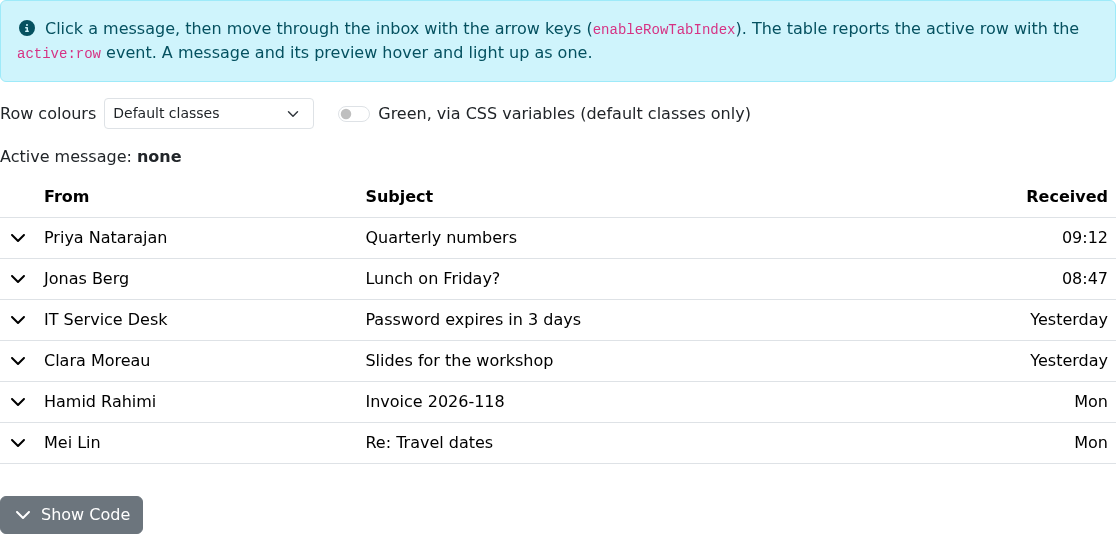 Click a message, then move through the inbox with the arrow keys (enableRowTabIndex). The table reports the active row with the
active:row event. A message and its preview hover and light up as one.
Row colours Default classes Green, via CSS variables (default classes only)
Active message: none
From Subject Received
Priya Natarajan Quarterly numbers 09:12
Jonas Berg Lunch on Friday? 08:47
IT Service Desk Password expires in 3 days Yesterday
Clara Moreau Slides for the workshop Yesterday
Hamid Rahimi Invoice 2026-118 Mon
Mei Lin Re: Travel dates Mon
Show Code